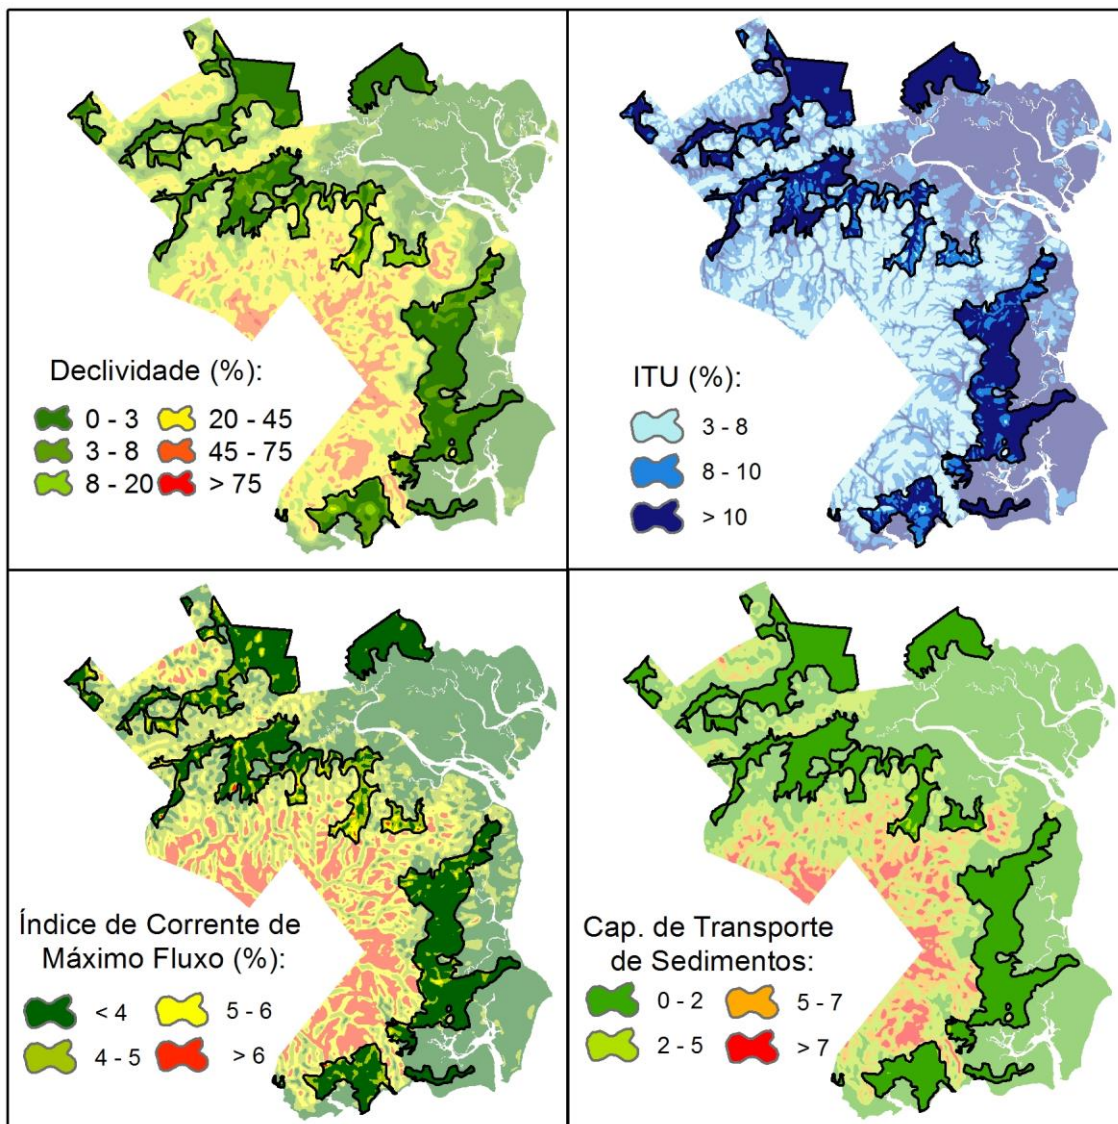 Declividade (%):
0 - 3
20 - 45
3 - 8
45 - 75
8 - 20
> 75
ITU (%):
3 - 8
8 - 10
> 10
Índice de Corrente de
Máximo Fluxo (%):
< 4
5 - 6
4 - 5
> 6
Cap. de Transporte
de Sedimentos:
0 - 2
5 - 7
2 - 5
> 7